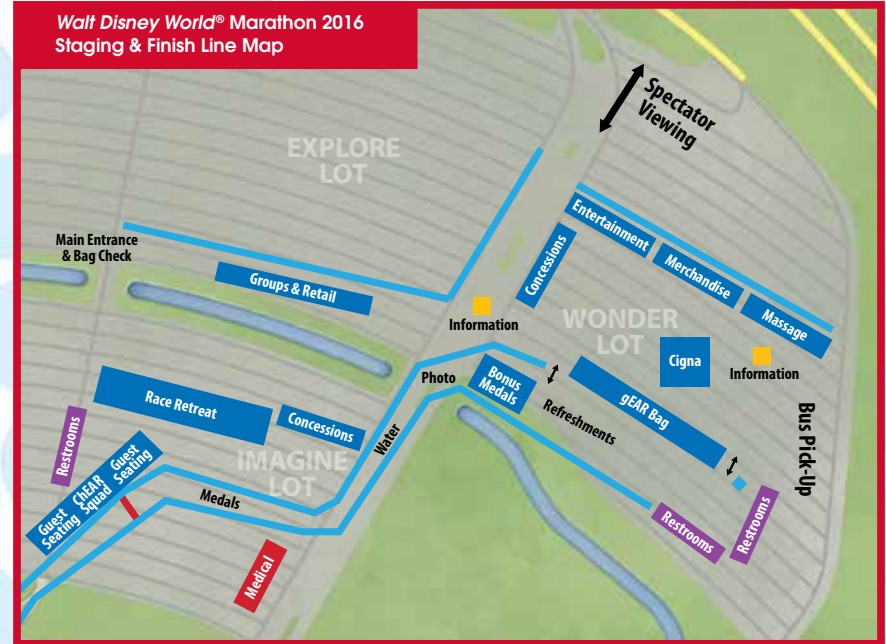 Walt Disney World® Marathon 2016
Staging & Finish Line Map
Spectator
Viewing
EXPLORE
LOT
Main Entrance
& Bag Check
Groups & Retail
Entertainment
Merchandise
Massage
Concessions
Information
WONDER
LOT
Cigna
Information
Photo
Bonus
Medals
gEAR Bag
Refreshments
Bus Pick-Up
Race Retreat
Concessions
Water
IMAGINE
LOT
Restrooms
Guest
Seating
ChEAR
Squad
Guest
Seating
Medals
Medical
Restrooms
Restrooms